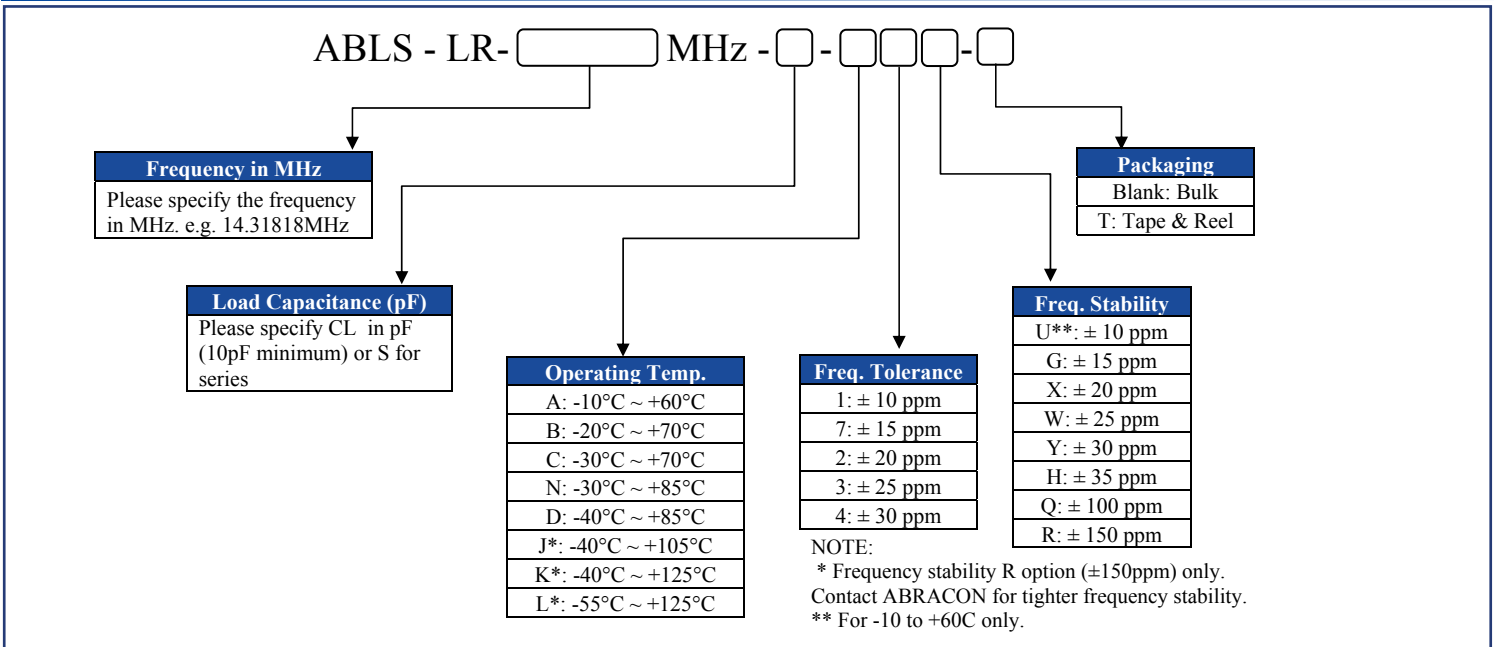 ABLS - LR- MHz - - -
Frequency in MHz
Please specify the frequency
in MHz. e.g. 14.31818MHz
Load Capacitance (pF)
Please specify CL in pF
(10pF minimum) or S for
series
Operating Temp.
A: -10°C ~ +60°C
B: -20°C ~ +70°C
C: -30°C ~ +70°C
N: -30°C ~ +85°C
D: -40°C ~ +85°C
J*: -40°C ~ +105°C
K*: -40°C ~ +125°C
L*: -55°C ~ +125°C
Freq. Tolerance
1: ± 10 ppm
7: ± 15 ppm
2: ± 20 ppm
3: ± 25 ppm
4: ± 30 ppm
Freq. Stability
U**: ± 10 ppm
G: ± 15 ppm
X: ± 20 ppm
W: ± 25 ppm
Y: ± 30 ppm
H: ± 35 ppm
Q: ± 100 ppm
R: ± 150 ppm
Packaging
Blank: Bulk
T: Tape & Reel
NOTE:
* Frequency stability R option (±150ppm) only.
Contact ABRACON for tighter frequency stability.
** For -10 to +60C only.